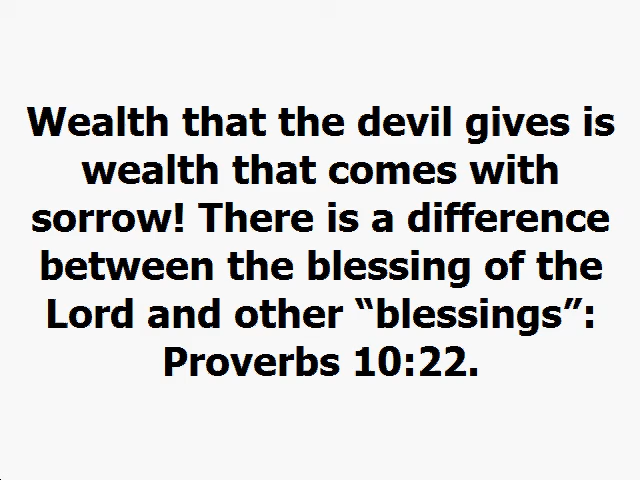 Wealth that the devil gives is
wealth that comes with
sorrow! There is a difference
between the blessing of the
Lord and other “blessings”:
Proverbs 10:22.